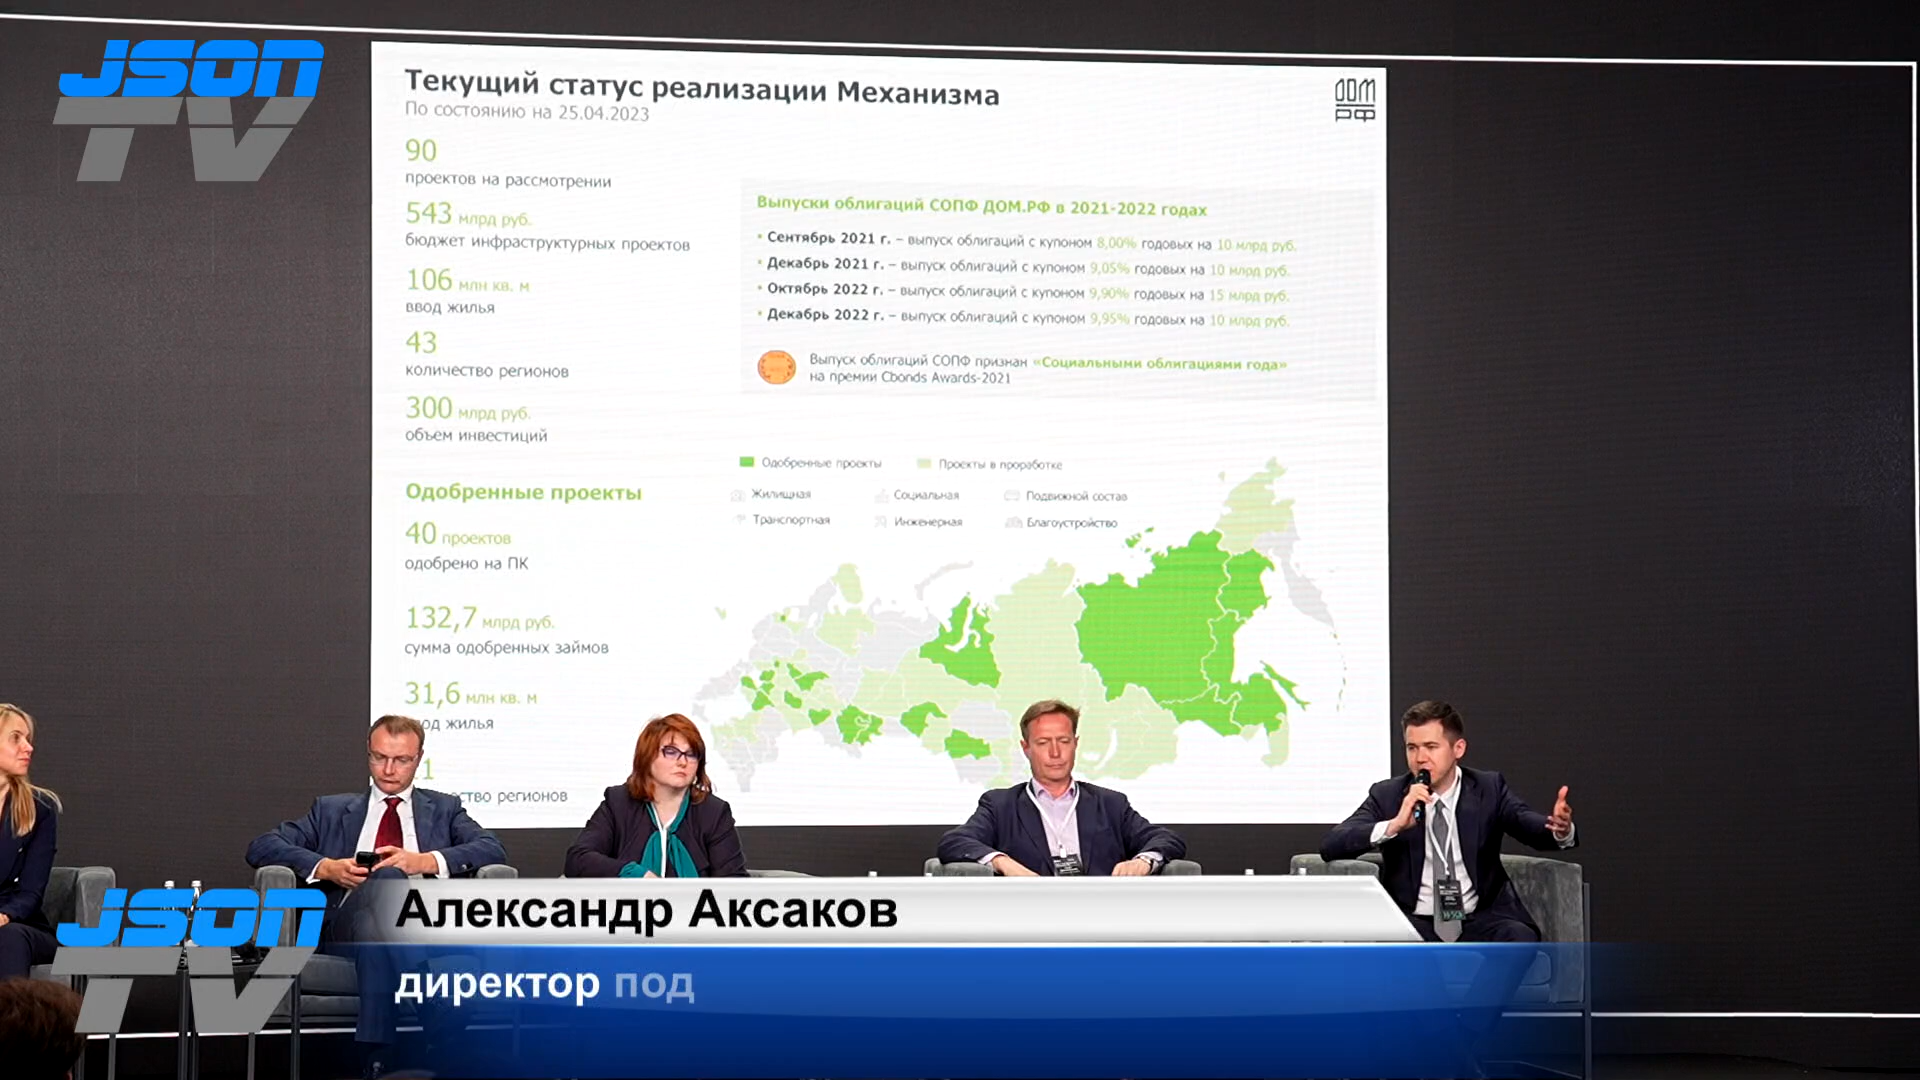 JSON
TV
Текущий статус реализации Механизма
По состоянию на 25.04.2023
ДОМ
РФ
90
проектов на рассмотрении
543 млрд руб.
бюджет инфраструктурных проектов
106 млн кв. м
ввод жилья
43
количество регионов
300 млрд руб.
объем инвестиций
Одобренные проекты
40 проектов
одобрено на ПК
132,7 млрд руб.
сумма одобренных займов
31,6 млн кв. м
жилья
регионов
Выпуски облигаций СОПФ ДОМ.РФ в 2021-2022 годах
• Сентябрь 2021 г. – выпуск облигаций с купоном 8,00% годовых на 10 млрд руб.
• Декабрь 2021 г. – выпуск облигаций с купоном 9,05% годовых на 10 млрд руб.
• Октябрь 2022 г. – выпуск облигаций с купоном 9,90% годовых на 15 млрд руб.
• Декабрь 2022 г. – выпуск облигаций с купоном 9,95% годовых на 10 млрд руб.
Выпуск облигаций СОПФ признан «Социальными облигациями года»
на премии Cbonds Awards-2021
Одобренные проекты Проекты в проработке
Жилищная Социальная Подвижной состав
Транспортная Инженерная Благоустройство
JSON
TV
Александр Аксаков
директор под